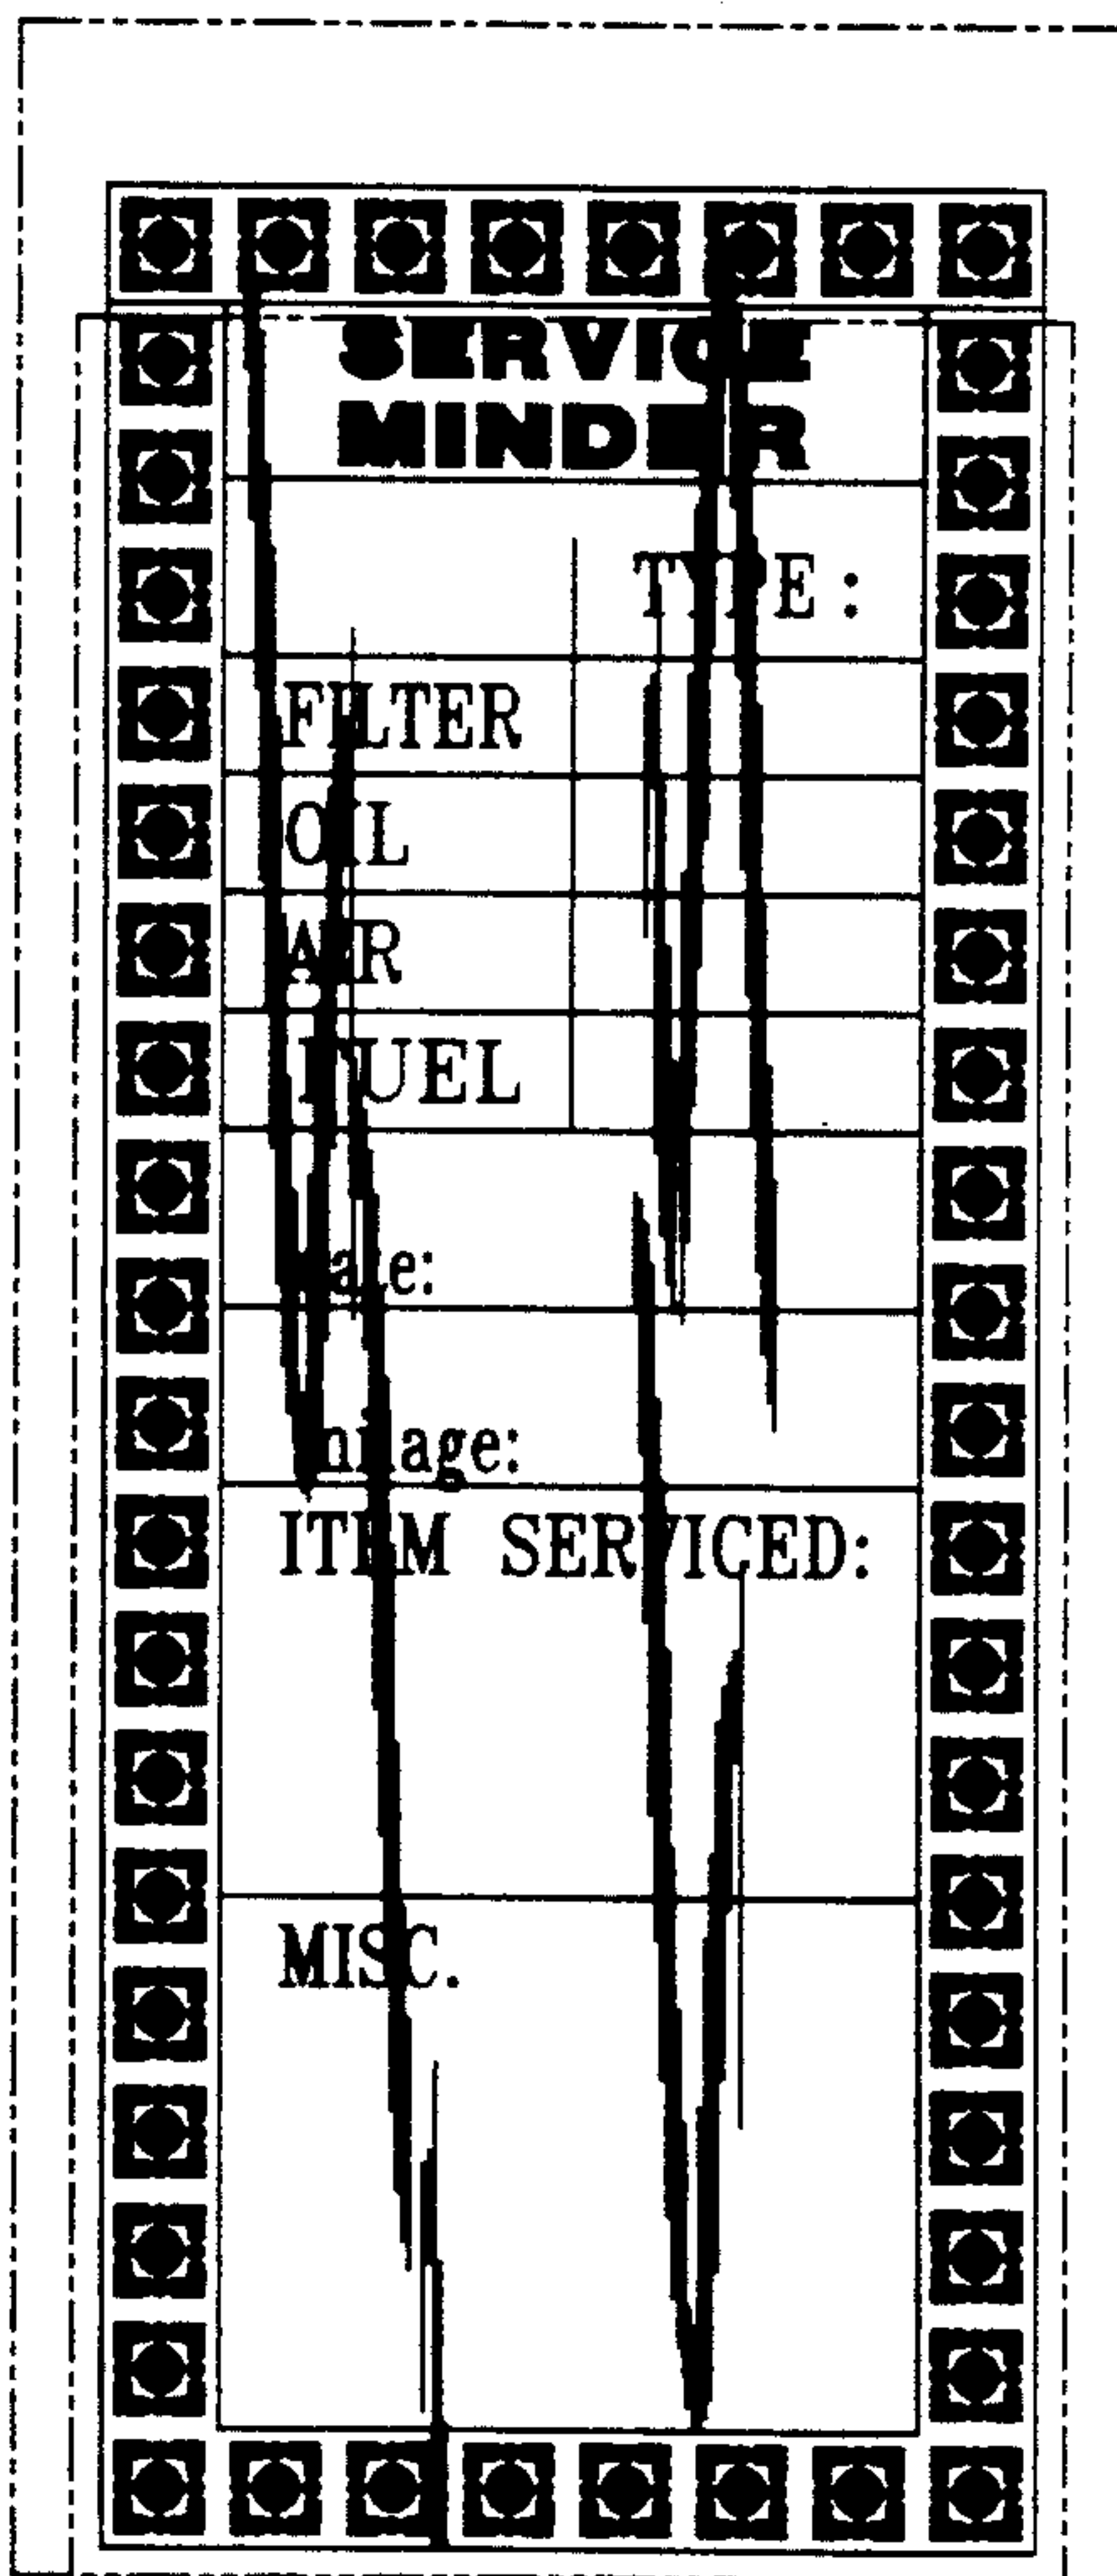 SERVICE
MINDER
TYPE:
FILTER
OIL
AIR
FUEL
Date:
mileage:
ITEM SERVICED:
MISC.